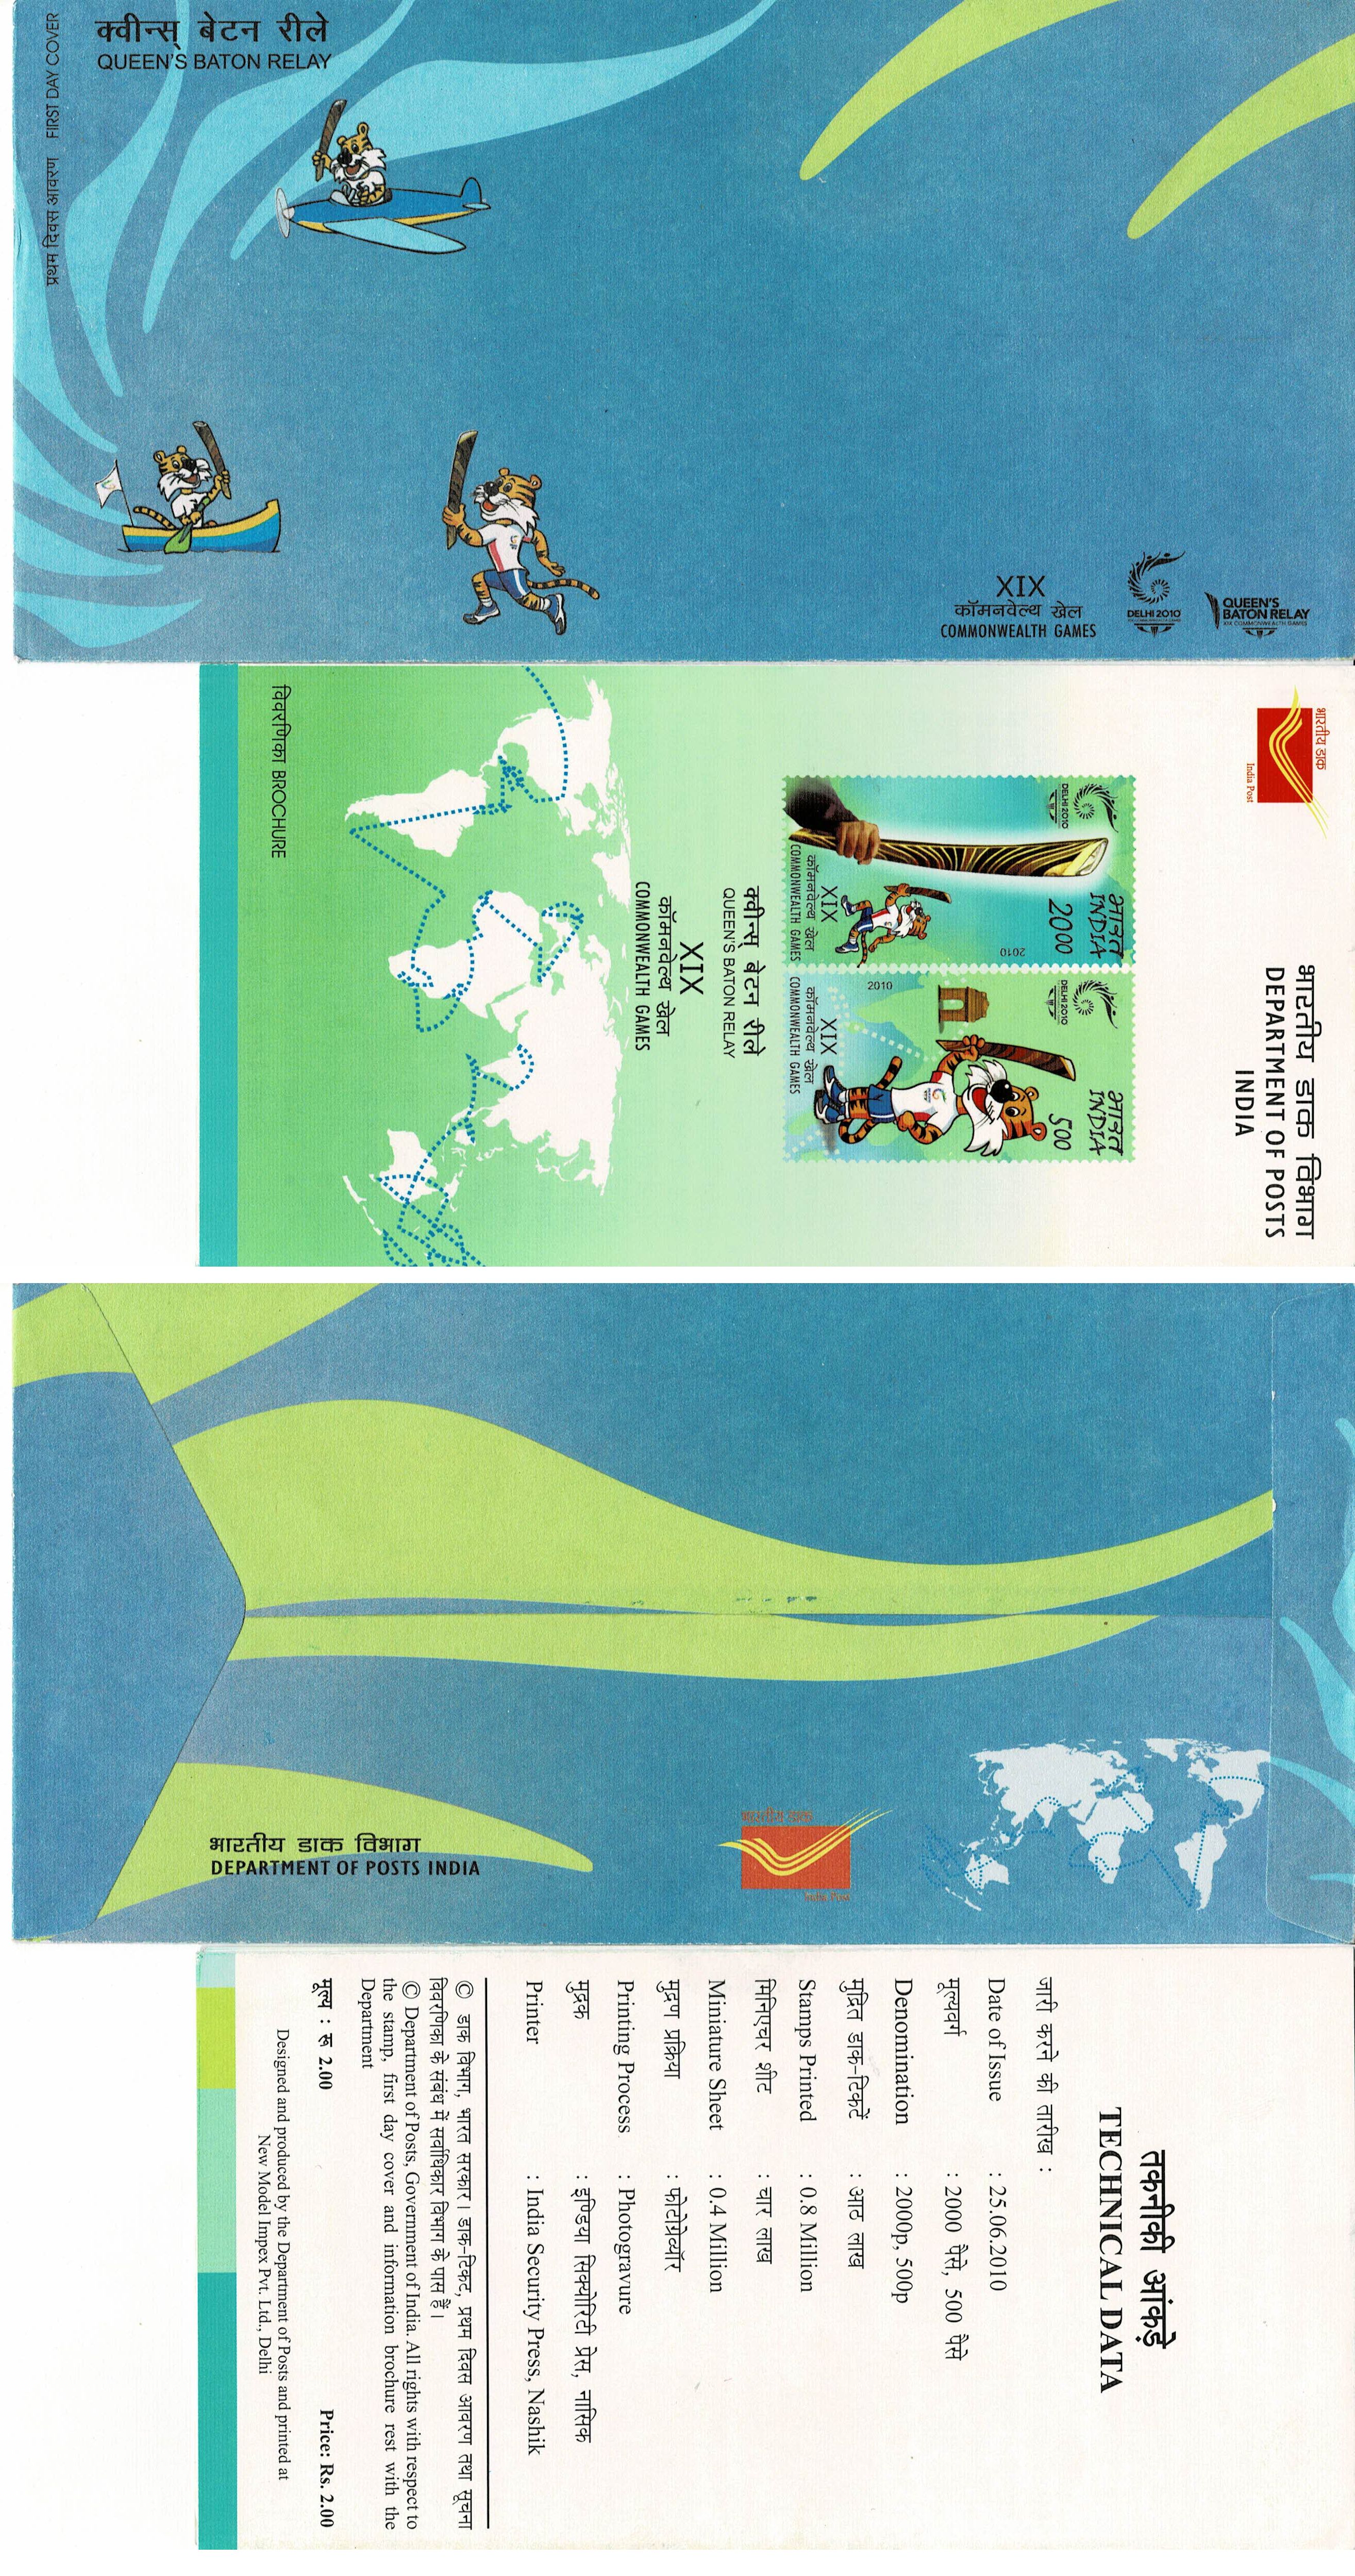 प्रथम दिवस आवरण FIRST DAY COVER
क्वीन्स् बेटन रीले
QUEEN'S BATON RELAY
XIX
कॉमनवेल्थ खेल
COMMONWEALTH GAMES
DELHI 2010
QUEEN'S
BATON RELAY
XIX COMMONWEALTH GAMES
भारतीय डाक
India Post
भारतीय डाक विभाग
DEPARTMENT OF POSTS
INDIA
भारत
INDIA
2000
DELHI 2010
2010
XIX
कॉमनवेल्थ खेल
COMMONWEALTH GAMES
भारत
INDIA
500
DELHI 2010
2010
XIX
कॉमनवेल्थ खेल
COMMONWEALTH GAMES
क्वीन्स् बेटन रीले
QUEEN'S BATON RELAY
XIX
कॉमनवेल्थ खेल
COMMONWEALTH GAMES
विवरणिका BROCHURE
भारतीय डाक विभाग
DEPARTMENT OF POSTS INDIA
भारतीय डाक
India Post
तकनीकी आंकड़े
TECHNICAL DATA
जारी करने की तारीख :
Date of Issue : 25.06.2010
मूल्यवर्ग : 2000 पैसे, 500 पैसे
Denomination : 2000p, 500p
मुद्रित डाक-टिकटें : आठ लाख
Stamps Printed : 0.8 Million
मिनिएचर शीट : चार लाख
Miniature Sheet : 0.4 Million
मुद्रण प्रक्रिया : फोटोग्रेव्यॉर
Printing Process : Photogravure
मुद्रक : इण्डिया सिक्योरिटी प्रेस, नासिक
Printer : India Security Press, Nashik
© डाक विभाग, भारत सरकार। डाक-टिकट, प्रथम दिवस आवरण तथा सूचना
विवरणिका के संबंध में सर्वाधिकार विभाग के पास हैं।
© Department of Posts, Government of India. All rights with respect to
the stamp, first day cover and information brochure rest with the
Department
मूल्य : रू 2.00 Price: Rs. 2.00
Designed and produced by the Department of Posts and printed at
New Model Impex Pvt. Ltd., Delhi